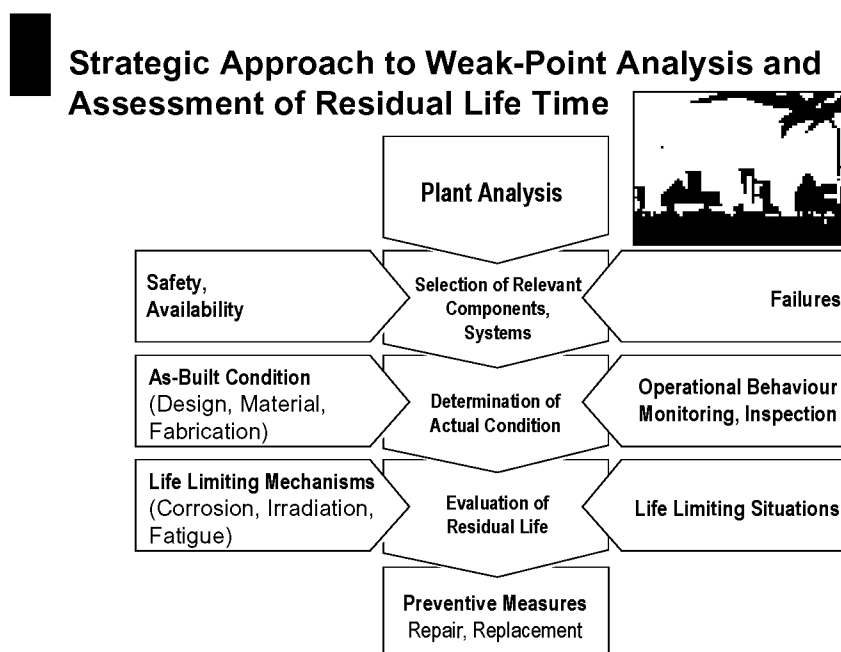 Strategic Approach to Weak-Point Analysis and
Assessment of Residual Life Time
Plant Analysis
Safety,
Availability
Selection of Relevant
Components,
Systems
Failures
As-Built Condition
(Design, Material,
Fabrication)
Determination of
Actual Condition
Operational Behaviour
Monitoring, Inspection
Life Limiting Mechanisms
(Corrosion, Irradiation,
Fatigue)
Evaluation of
Residual Life
Life Limiting Situations
Preventive Measures
Repair, Replacement